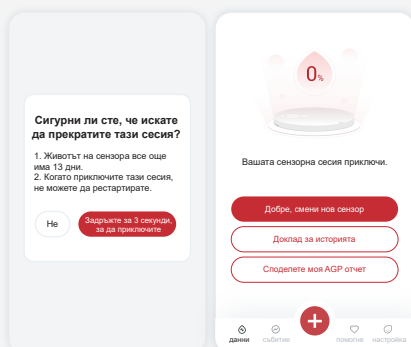 Сигурни ли сте, че искате
да прекратите тази сесия?
1. Животът на сензора все още
има 13 дни.
2. Когато приключите тази сесия,
не можете да рестартирате.
Не
Задръжте за 3 секунди,
за да приключите
0%
Вашата сензорна сесия приключи.
Добре, смени нов сензор
Доклад за историята
Споделете моя AGP отчет
данни
събитие
помогне
настройка